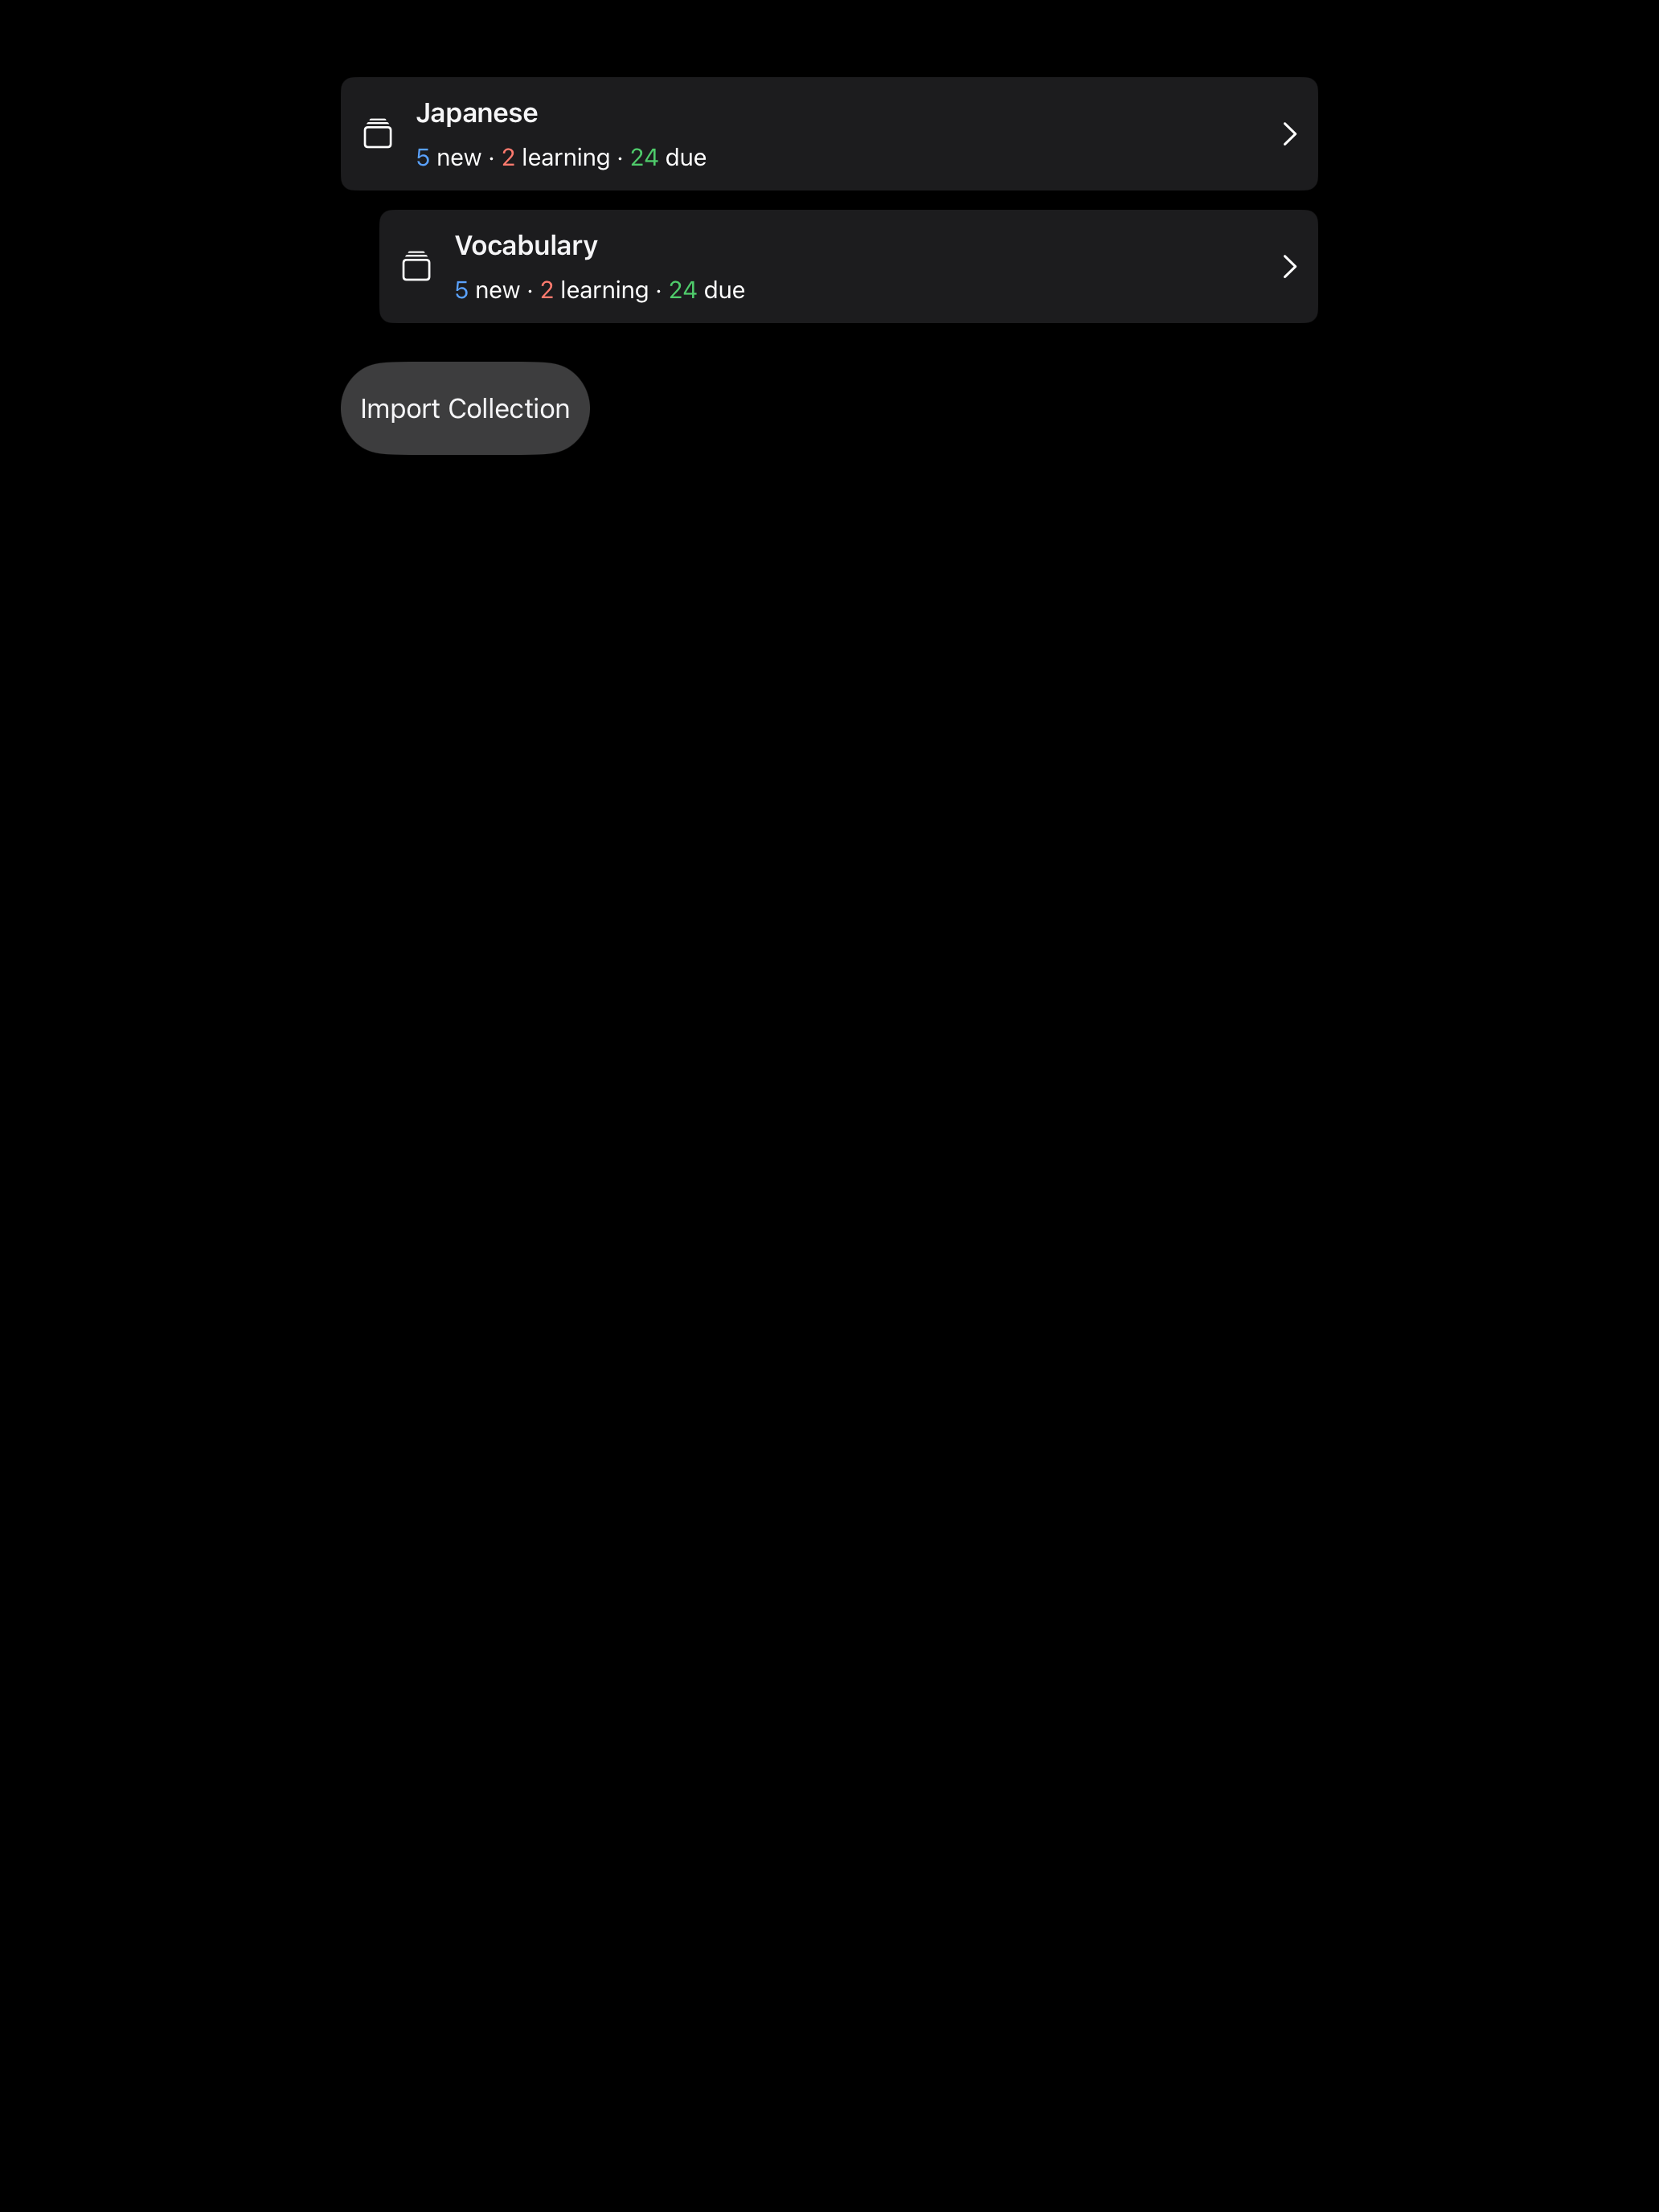 Japanese
5 new · 2 learning · 24 due
Vocabulary
5 new · 2 learning · 24 due
Import Collection